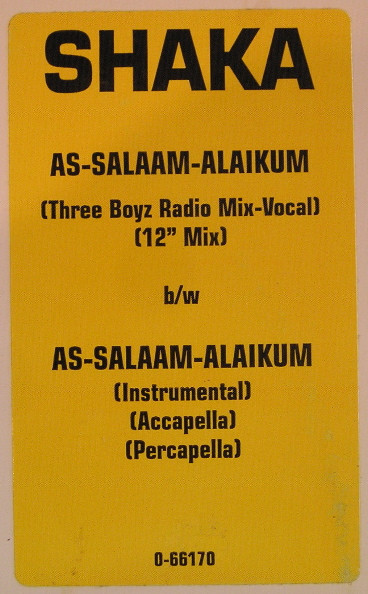 SHAKA
AS-SALAAM-ALAIKUM
(Three Boyz Radio Mix-Vocal)
(12" Mix)
b/w
AS-SALAAM-ALAIKUM
(Instrumental)
(Accapella)
(Percapella)
0-66170